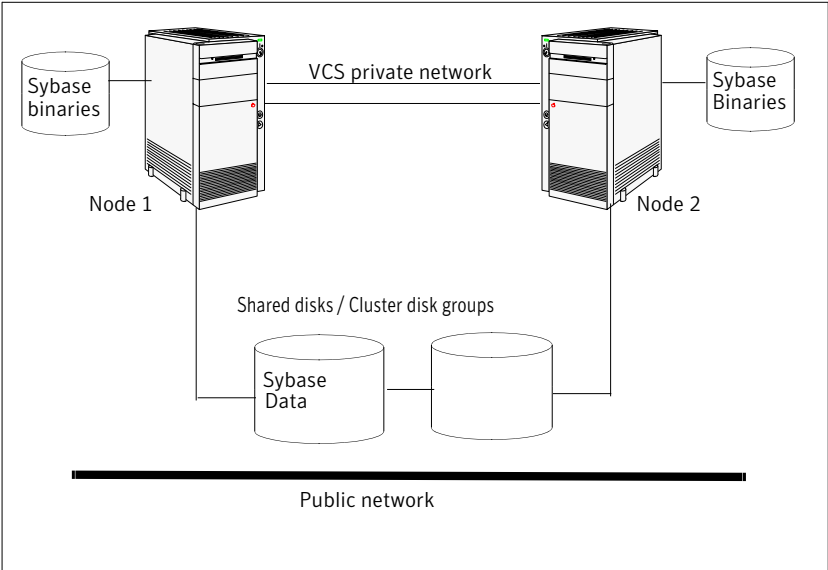 VCS private network
Sybase
binaries
Sybase
Binaries
Node 1
Node 2
Shared disks / Cluster disk groups
Sybase
Data
Public network